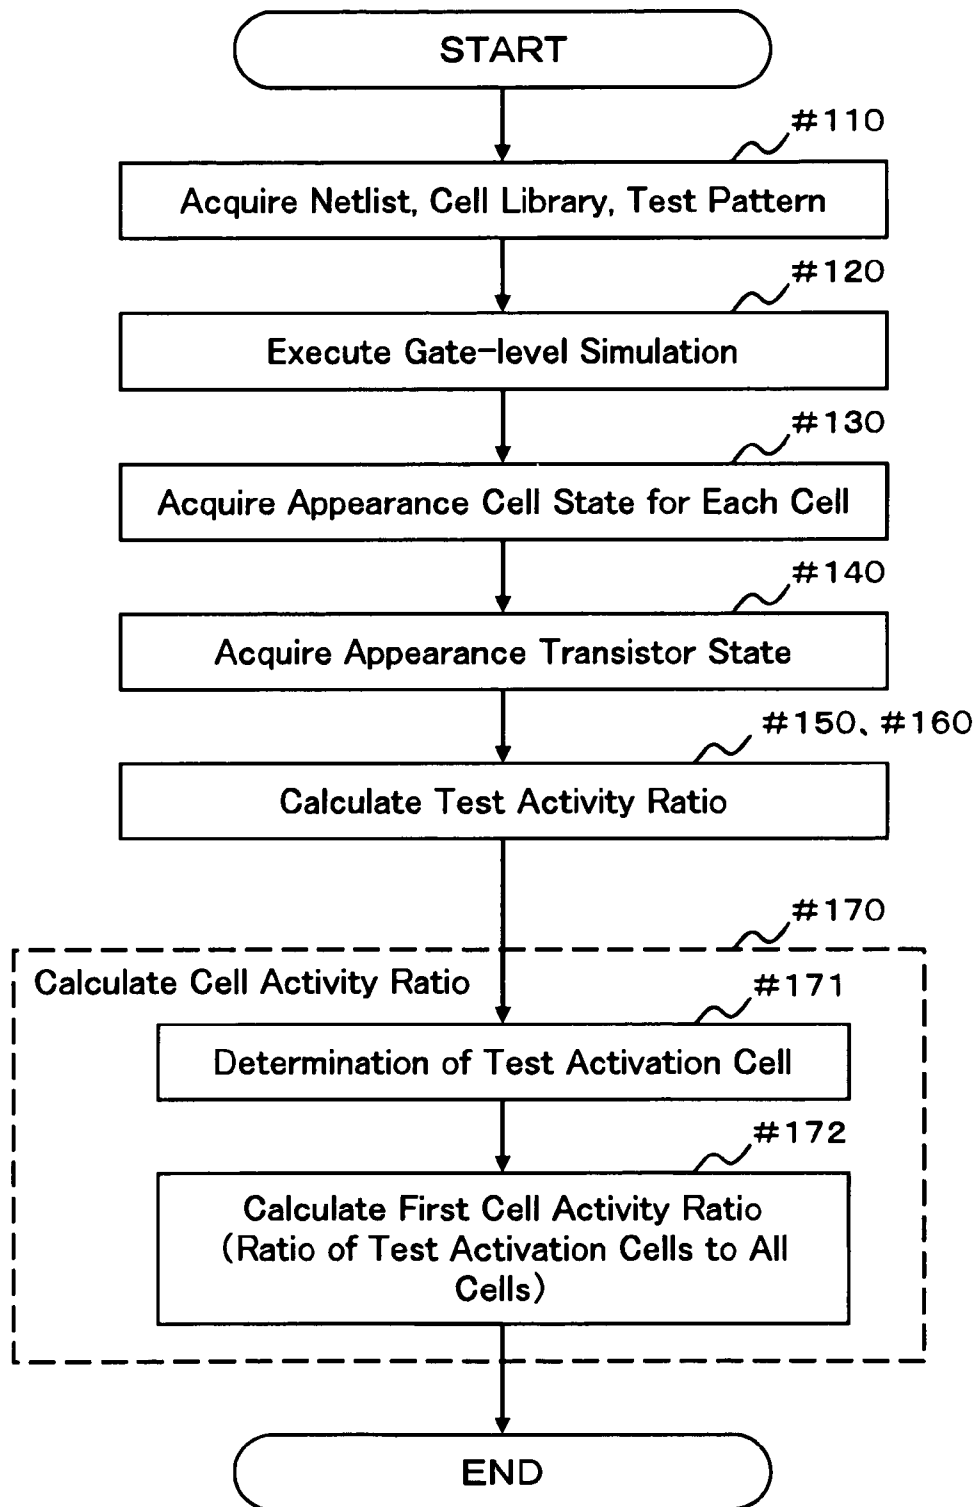 START
#110
Acquire Netlist, Cell Library, Test Pattern
#120
Execute Gate-level Simulation
#130
Acquire Appearance Cell State for Each Cell
#140
Acquire Appearance Transistor State
#150、#160
Calculate Test Activity Ratio
#170
Calculate Cell Activity Ratio
#171
Determination of Test Activation Cell
#172
Calculate First Cell Activity Ratio
(Ratio of Test Activation Cells to All
Cells)
END